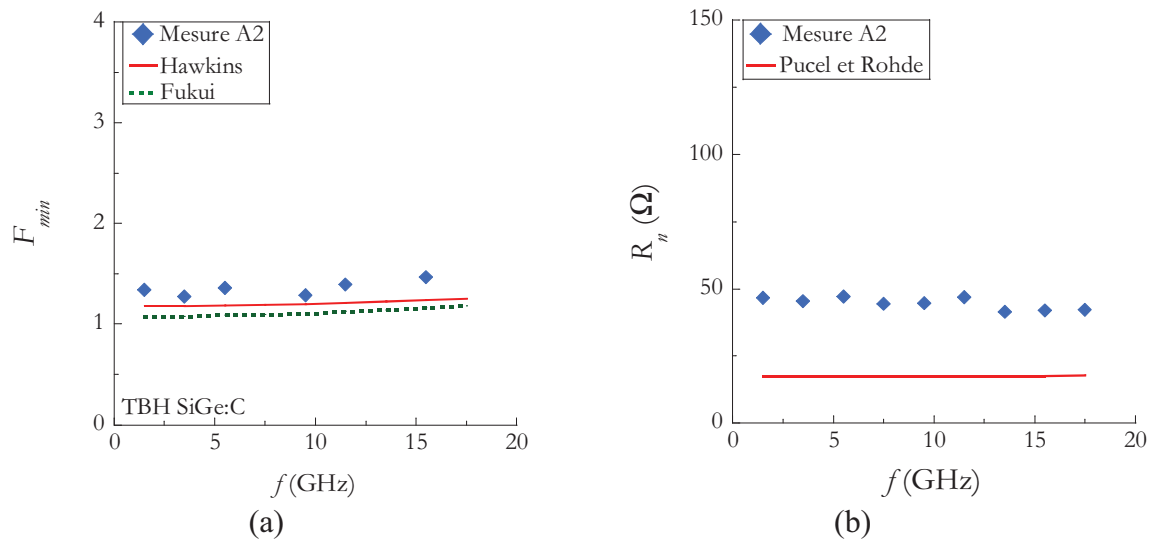 4
3
2
1
0
F min
Mesure A2
Hawkins
Fukui
TBH SiGe:C
0 5 10 15 20
f (GHz)
(a)
150
100
50
0
R n (Ω)
Mesure A2
Pucel et Rohde
0 5 10 15 20
f (GHz)
(b)